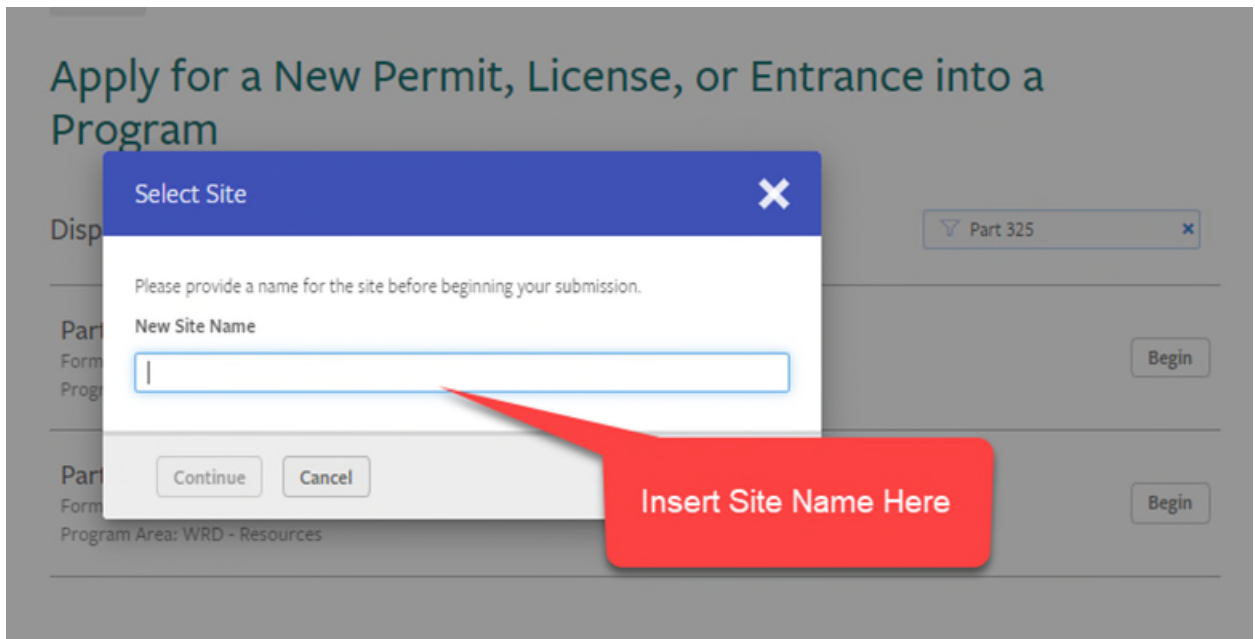 Apply for a New Permit, License, or Entrance into a
Program
Select Site
Disp
Part 325
Please provide a name for the site before beginning your submission.
New Site Name
Part
Form
Begin
Continue
Cancel
Part
Form
Insert Site Name Here
Begin
Program Area: WRD - Resources